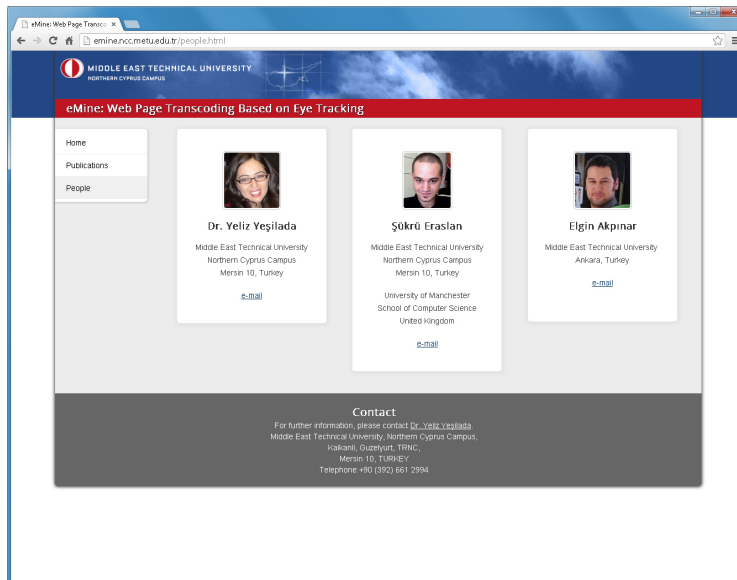 eMine: Web Page Transco
emine.ncc.metu.edu.tr/people.html
MIDDLE EAST TECHNICAL UNIVERSITY
NORTHERN CYPRUS CAMPUS
eMine: Web Page Transcoding Based on Eye Tracking
Home
Publications
People
Dr. Yeliz Yeşilada
Middle East Technical University
Northern Cyprus Campus
Mersin 10, Turkey
e-mail
Şükrü Eraslan
Middle East Technical University
Northern Cyprus Campus
Mersin 10, Turkey
University of Manchester
School of Computer Science
United Kingdom
e-mail
Elgin Akpınar
Middle East Technical University
Ankara, Turkey
e-mail
Contact
For further information, please contact Dr. Yeliz Yeşilada.
Middle East Technical University, Northern Cyprus Campus,
Kalkanli, Guzelyurt, TRNC,
Mersin 10, TURKEY
Telephone:+90 (392) 661 2994